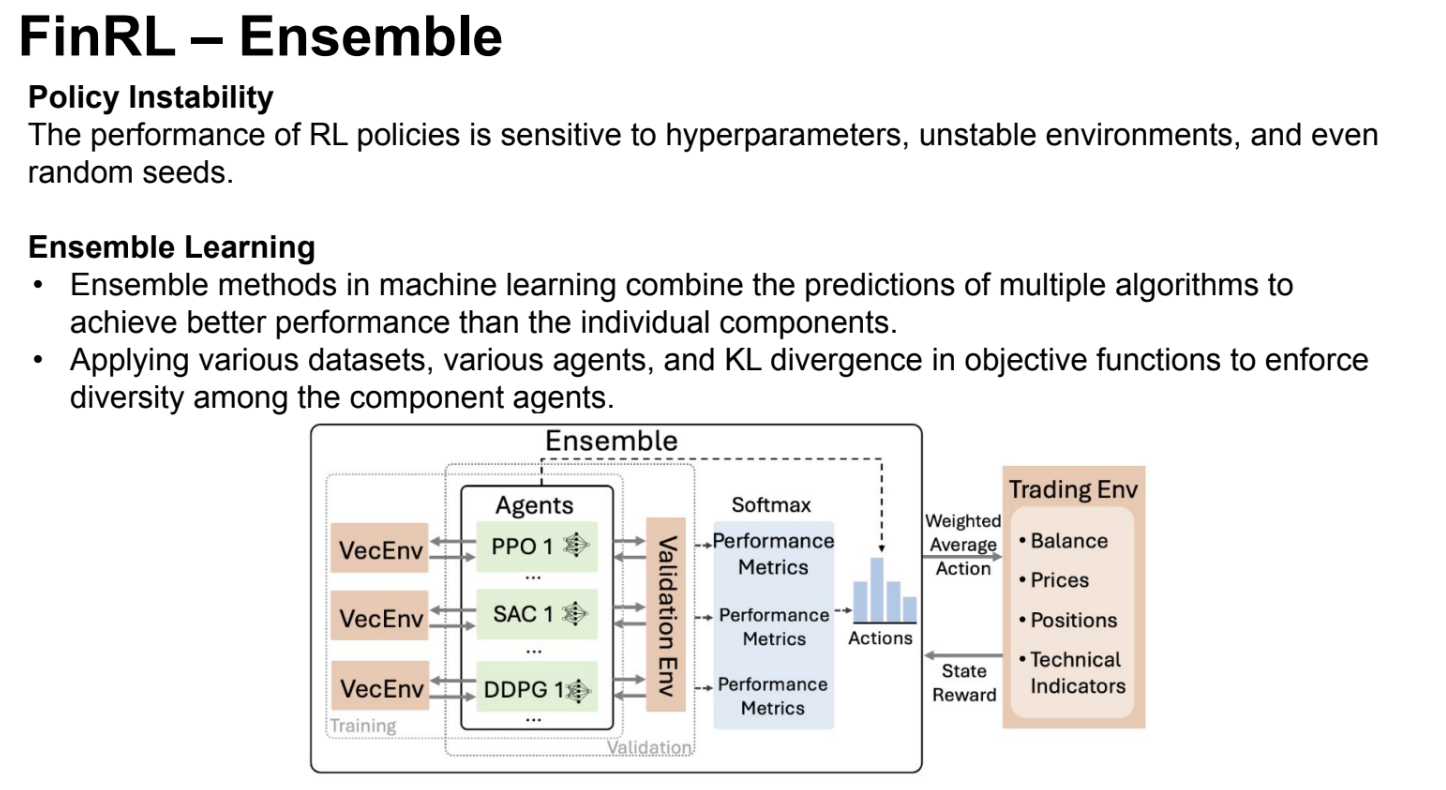 FinRL – Ensemble
Policy Instability
The performance of RL policies is sensitive to hyperparameters, unstable environments, and even
random seeds.
Ensemble Learning
• Ensemble methods in machine learning combine the predictions of multiple algorithms to
achieve better performance than the individual components.
• Applying various datasets, various agents, and KL divergence in objective functions to enforce
diversity among the component agents.
Ensemble
Agents
VecEnv
PPO 1
...
VecEnv
SAC 1
...
VecEnv
DDPG 1
...
Training
Validation Env
Validation
Softmax
Performance
Metrics
Performance
Metrics
Performance
Metrics
Actions
Weighted
Average
Action
State
Reward
Trading Env
• Balance
• Prices
• Positions
• Technical
Indicators